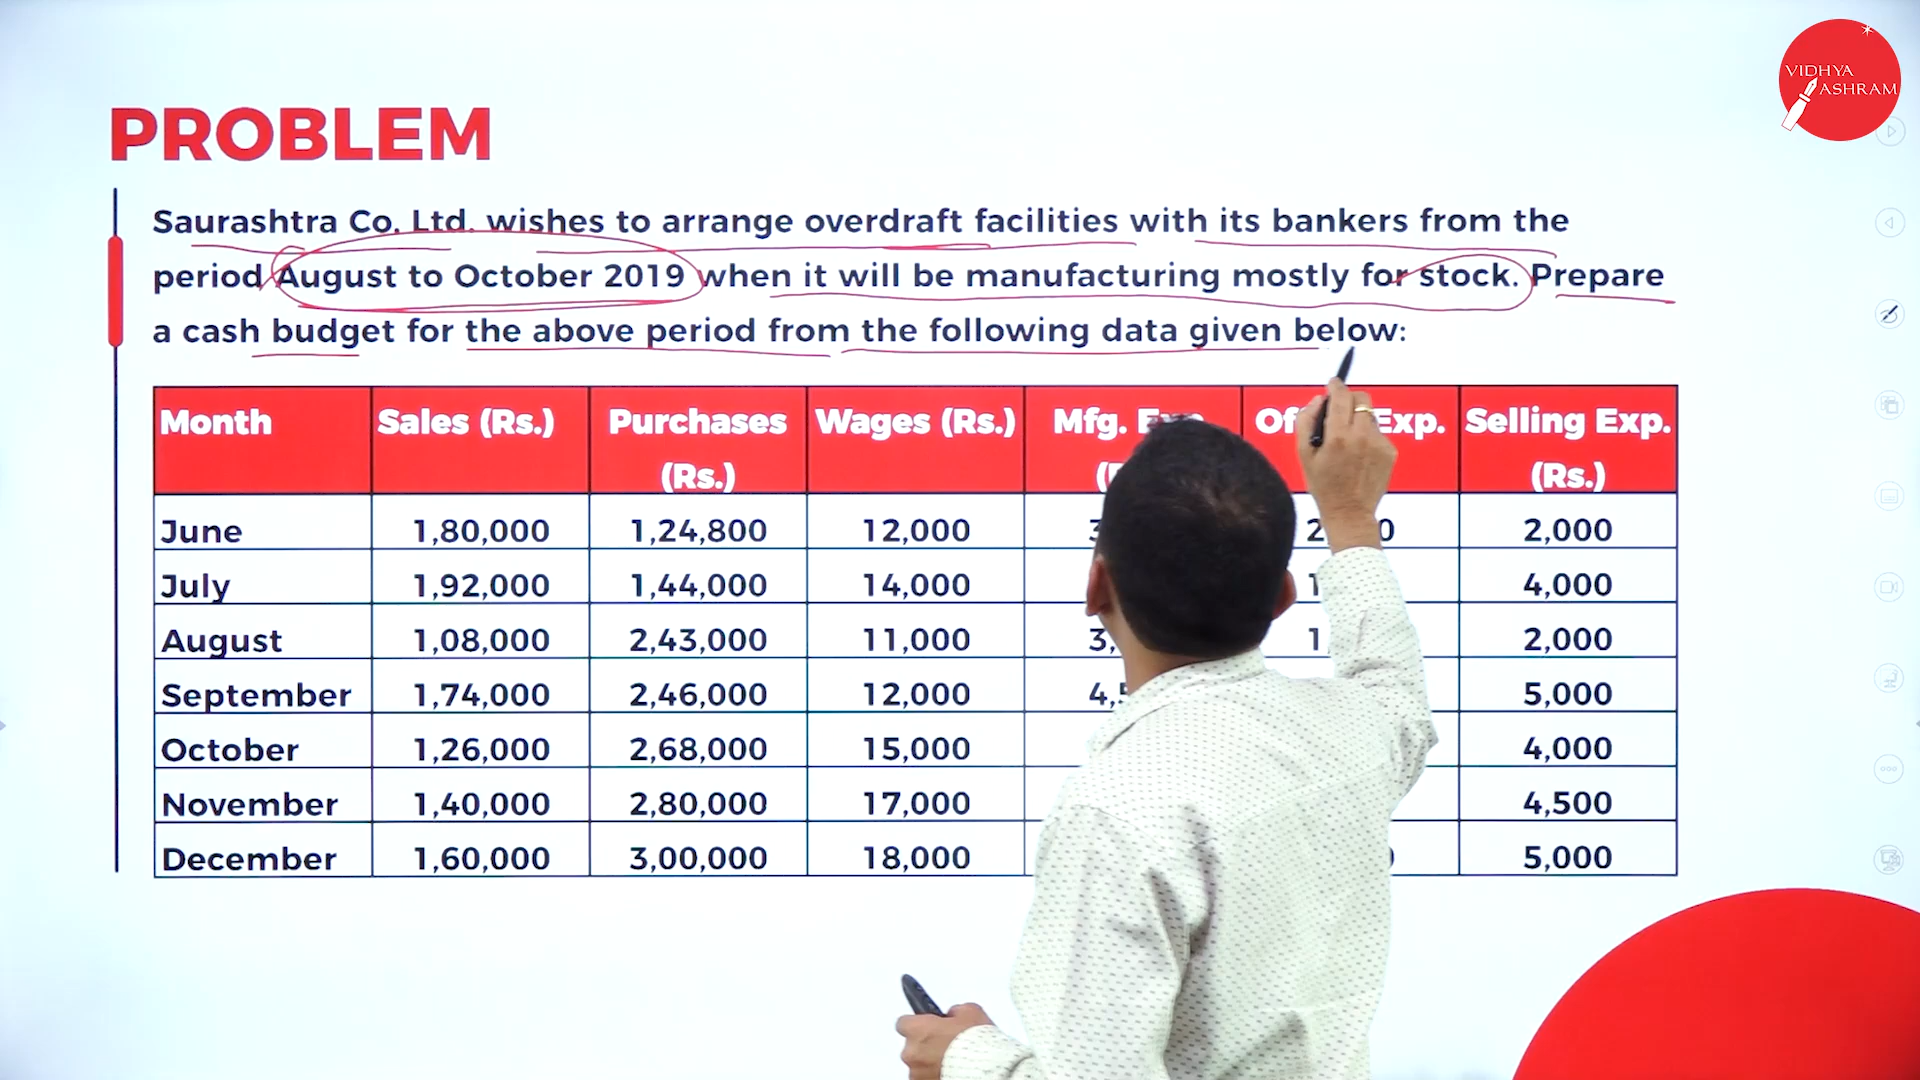 VIDHYA
ASHRAM
PROBLEM
Saurashtra Co. Ltd. wishes to arrange overdraft facilities with its bankers from the
period August to October 2019 when it will be manufacturing mostly for stock. Prepare
a cash budget for the above period from the following data given below:
Month Sales (Rs.) Purchases (Rs.) Wages (Rs.) Mfg. Exp. Selling Exp. (Rs.)
June 1,80,000 1,24,800 12,000 2,000
July 1,92,000 1,44,000 14,000 4,000
August 1,08,000 2,43,000 11,000 2,000
September 1,74,000 2,46,000 12,000 5,000
October 1,26,000 2,68,000 15,000 4,000
November 1,40,000 2,80,000 17,000 4,500
December 1,60,000 3,00,000 18,000 5,000